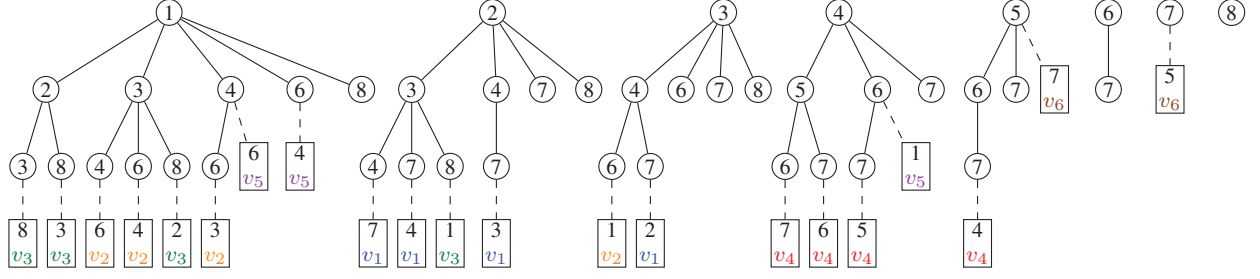 1 2 3 4 5 6 7 8
2 3 4 6 8 3 4 7 8 4 6 7 8 5 6 7 6 7 7 v₆ 7 5 v₆
3 8 4 6 8 6 6 v₅ 4 v₅ 4 7 8 7 6 7 6 7 7 1 v₅ 7
8 3 6 4 2 3 7 4 1 3 1 2 7 6 5 4
v₃ v₃ v₂ v₂ v₃ v₂ v₁ v₁ v₃ v₁ v₂ v₁ v₄ v₄ v₄ v₄